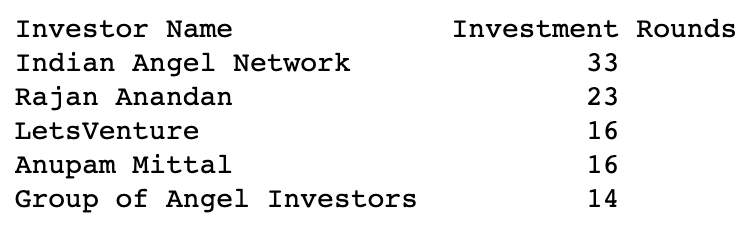 Investor Name Investment Rounds
Indian Angel Network 33
Rajan Anandan 23
LetsVenture 16
Anupam Mittal 16
Group of Angel Investors 14